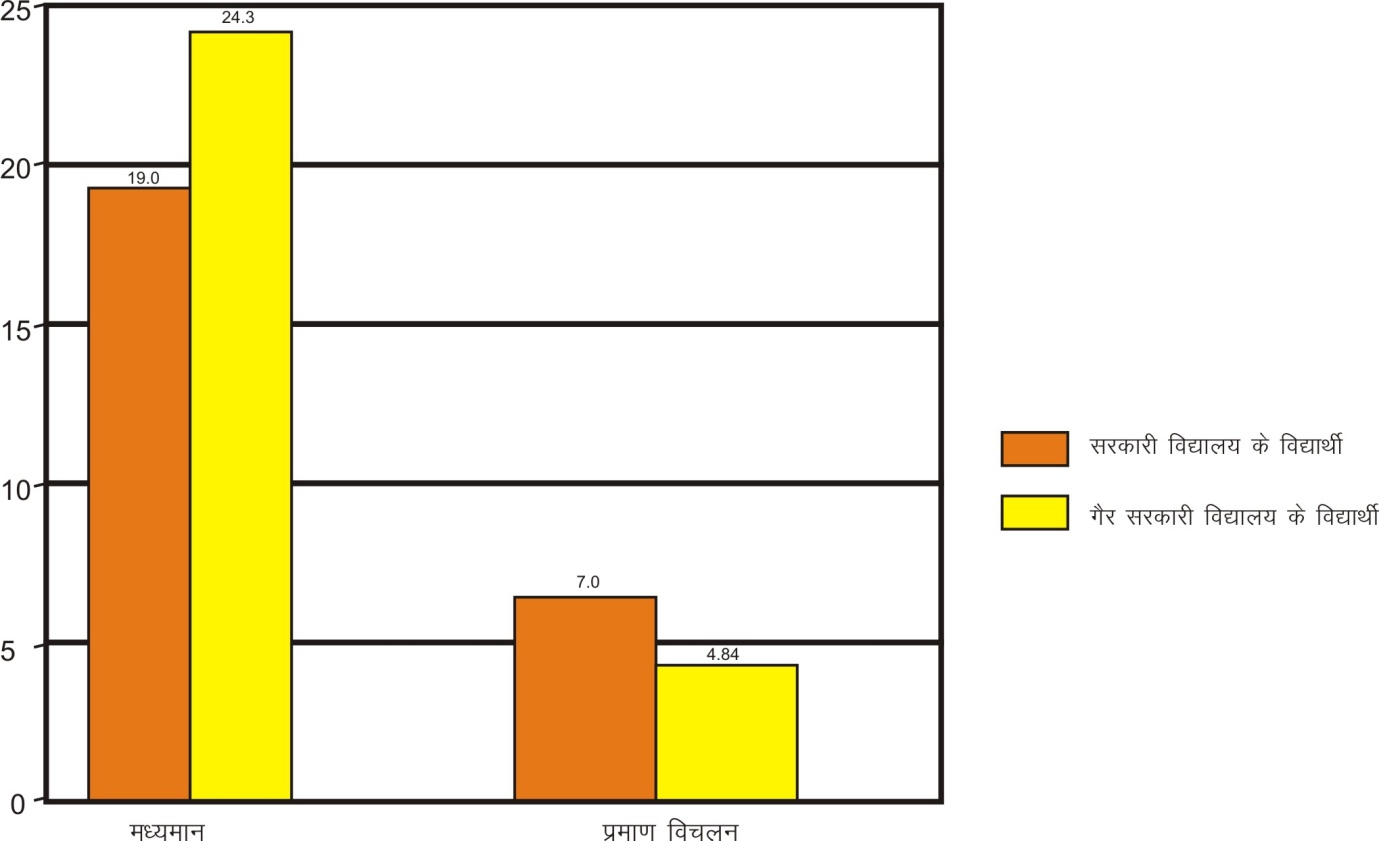 25
24.3
20
19.0
15
10
7.0
5
4.84
0
मध्यमान
प्रमाण विचलन
सरकारी विद्यालय के विद्यार्थी
गैर सरकारी विद्यालय के विद्यार्थी